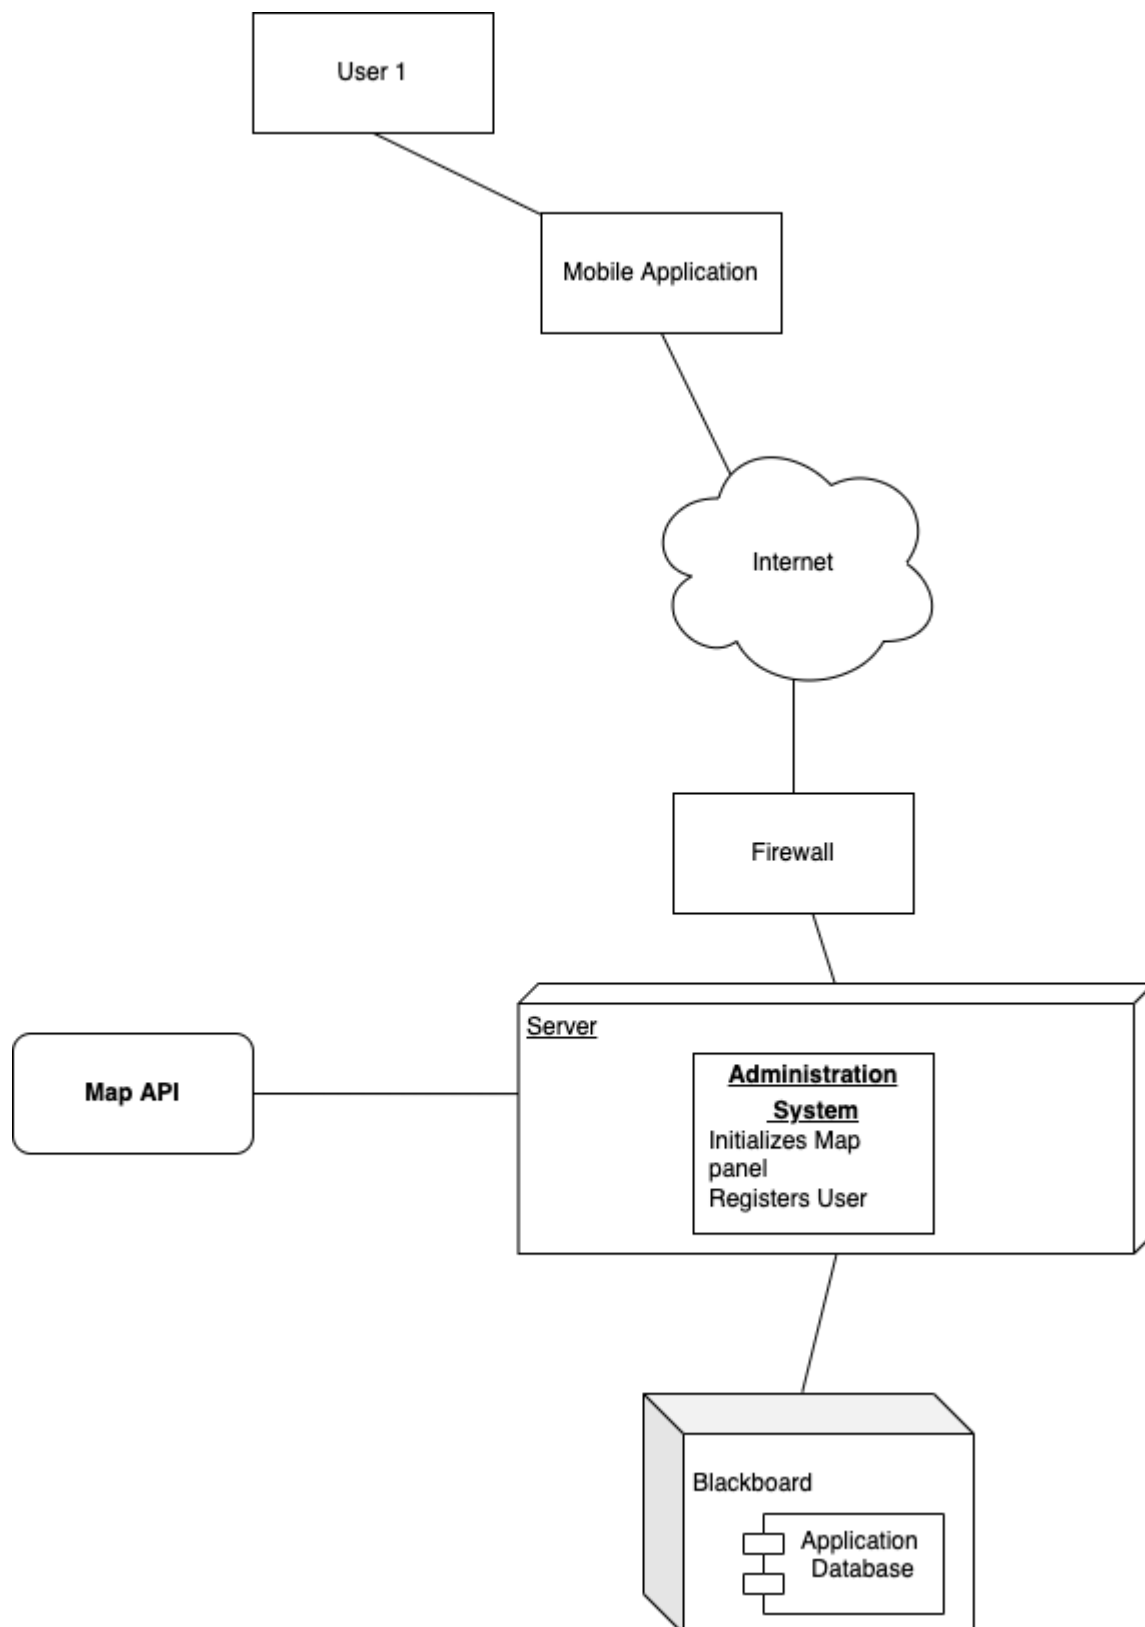 User 1
Mobile Application
Internet
Firewall
Server
Map API
Administration
System
Initializes Map
panel
Registers User
Blackboard
Application
Database